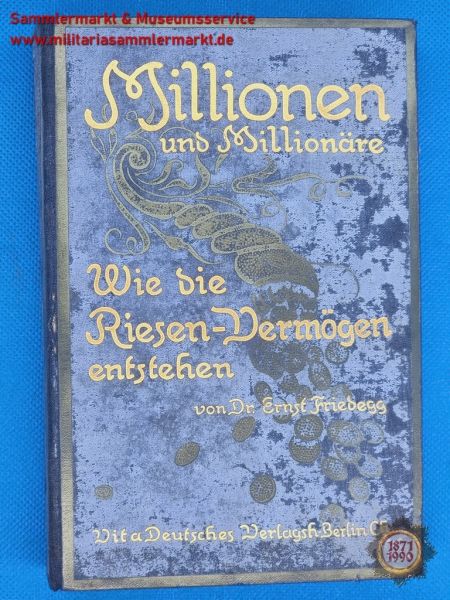 Sammlermarkt & Museumsservice
www.militariasammlermarkt.de
Millionen
und Millionäre
Wie die
Riesen-Vermögen
entstehen
von Dr. Ernst Friedegg
Vita Deutsches Verlagsh. Berlin
1871
1990